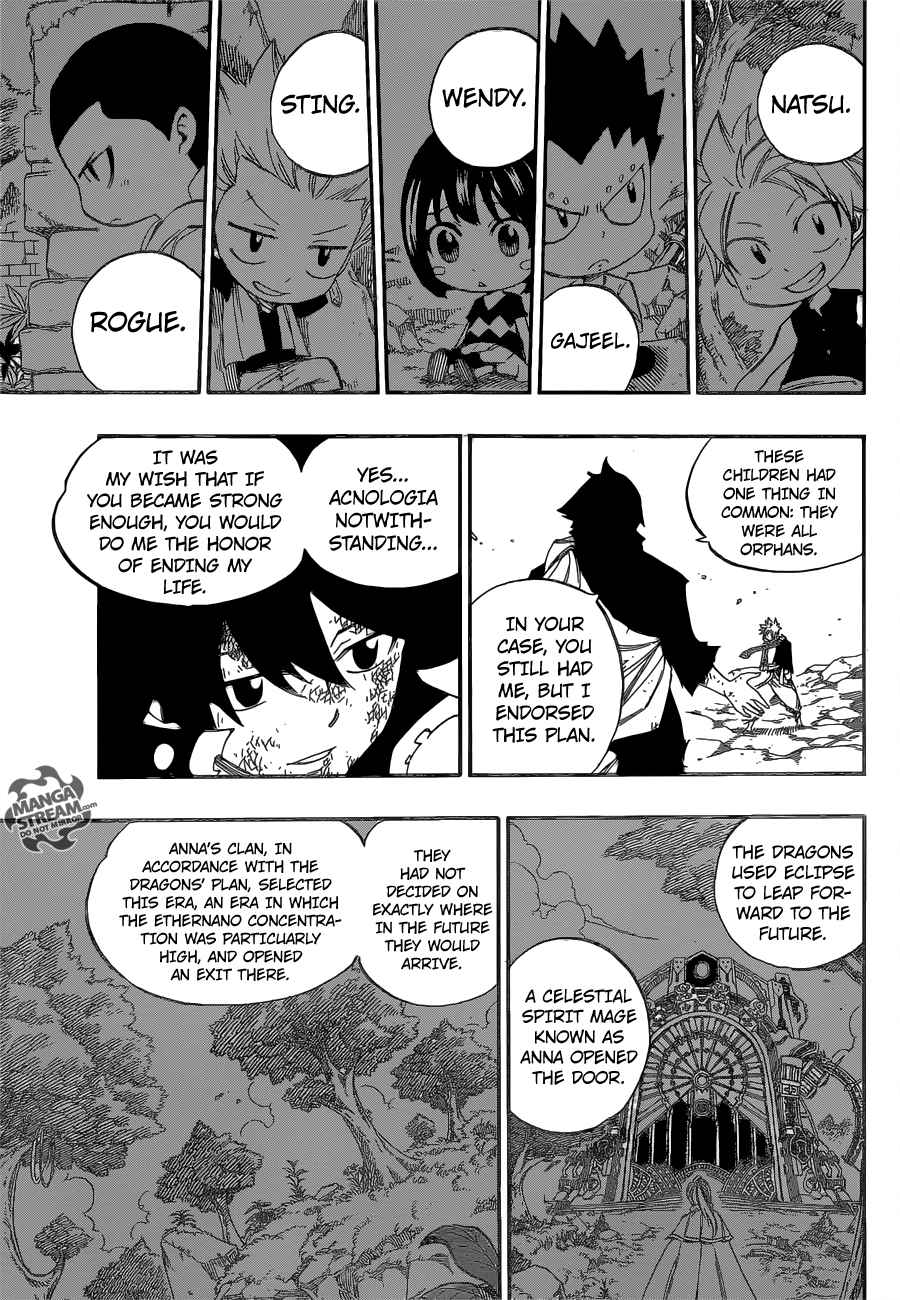 NATSU.
GAJEEL.
WENDY.
STING.
ROGUE.
THESE
CHILDREN HAD
ONE THING IN
COMMON: THEY
WERE ALL
ORPHANS.
IN YOUR
CASE, YOU
STILL HAD
ME, BUT I
ENDORSED
THIS PLAN.
YES...
ACNOLOGIA
NOTWITH-
STANDING...
IT WAS
MY WISH THAT IF
YOU BECAME STRONG
ENOUGH, YOU WOULD
DO ME THE HONOR
OF ENDING MY
LIFE.
THE DRAGONS
USED ECLIPSE
TO LEAP FOR-
WARD TO THE
FUTURE.
A CELESTIAL
SPIRIT MAGE
KNOWN AS
ANNA OPENED
THE DOOR.
THEY
HAD NOT
DECIDED ON
EXACTLY WHERE
IN THE FUTURE
THEY WOULD
ARRIVE.
ANNA'S CLAN, IN
ACCORDANCE WITH THE
DRAGONS' PLAN, SELECTED
THIS ERA, AN ERA IN WHICH
THE ETHERNANO CONCENTRA-
TION WAS PARTICUARLY
HIGH, AND OPENED
AN EXIT THERE.
MANGA
STREAM.com
DO NOT MIRROR